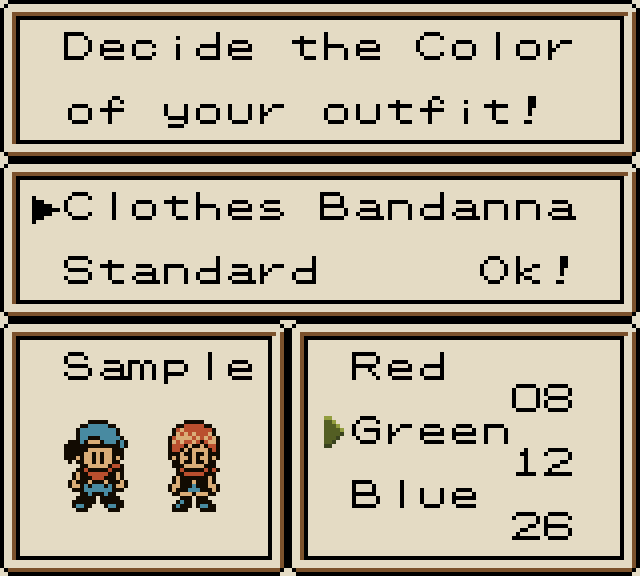 Decide the Color
of your outfit!
Clothes Bandanna
Standard Ok!
Sample
Red
08
Green
12
Blue
26